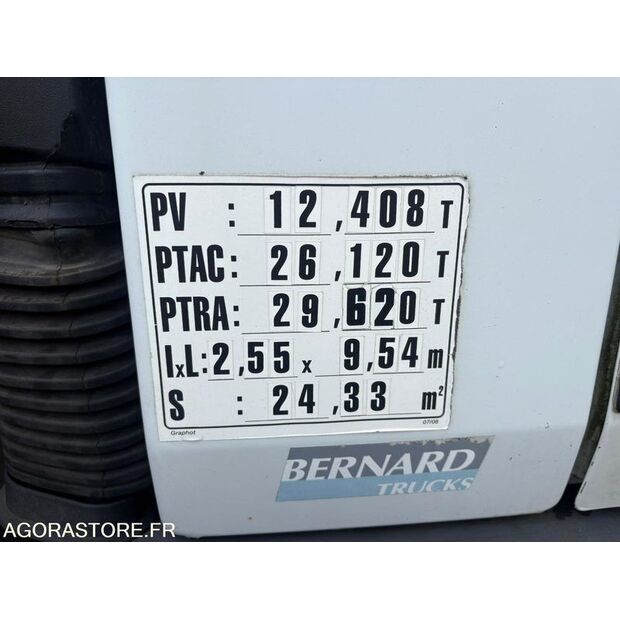 PV : 12,408 T
PTAC: 26,120 T
PTRA: 29,620 T
lxL: 2,55 x 9,54 m
S : 24,33 m²
Graphot 07/08
BERNARD
TRUCKS
AGORASTORE.FR